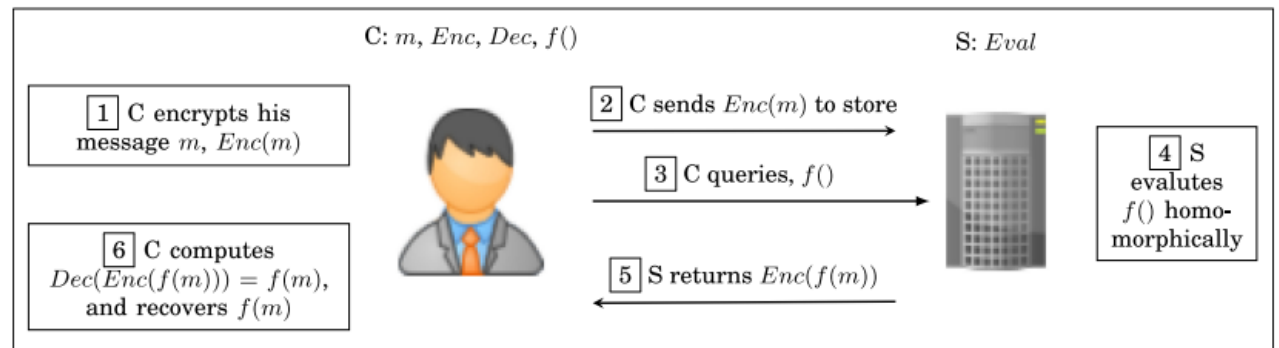 C: m, Enc, Dec, f()
S: Eval
1 C encrypts his
message m, Enc(m)
2 C sends Enc(m) to store
3 C queries, f()
4 S
evalutes
f() homo-
morphically
5 S returns Enc(f(m))
6 C computes
Dec(Enc(f(m))) = f(m),
and recovers f(m)